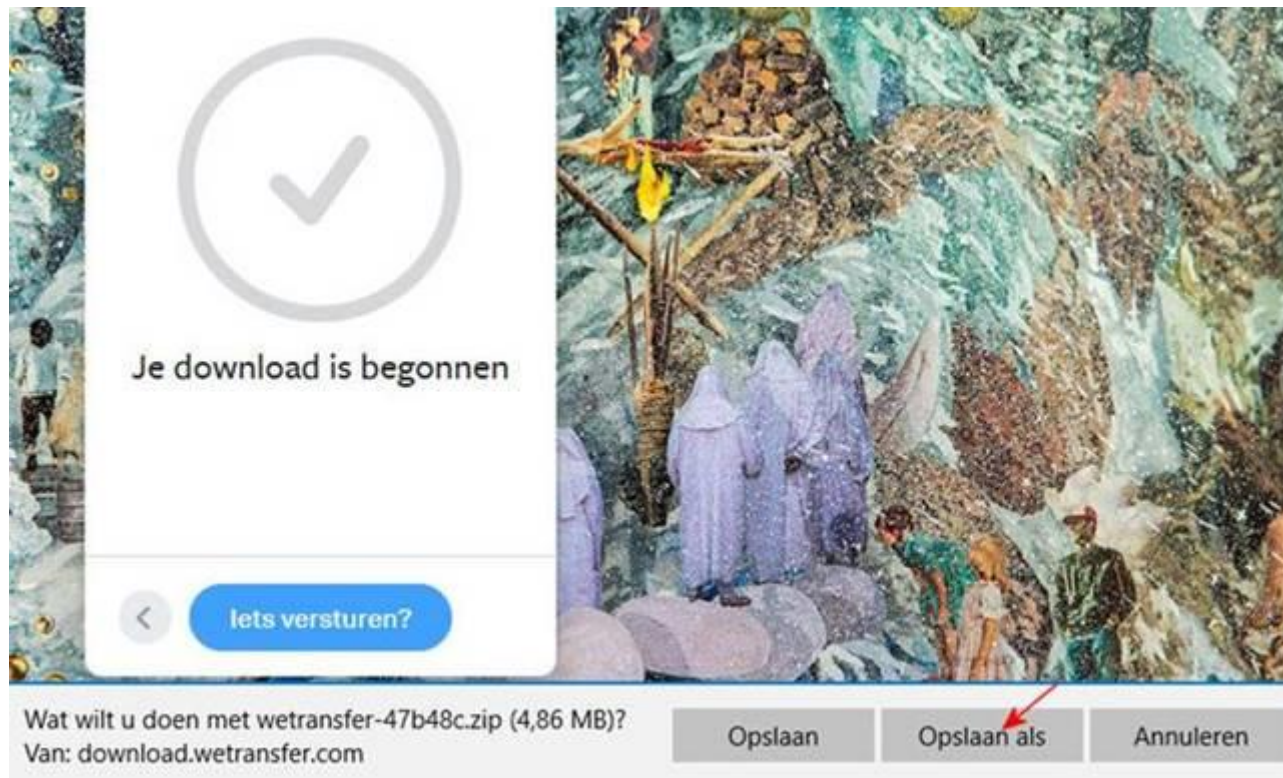 Je download is begonnen
Iets versturen?
Wat wilt u doen met wetransfer-47b48c.zip (4,86 MB)?
Van: download.wetransfer.com
Opslaan
Opslaan als
Annuleren